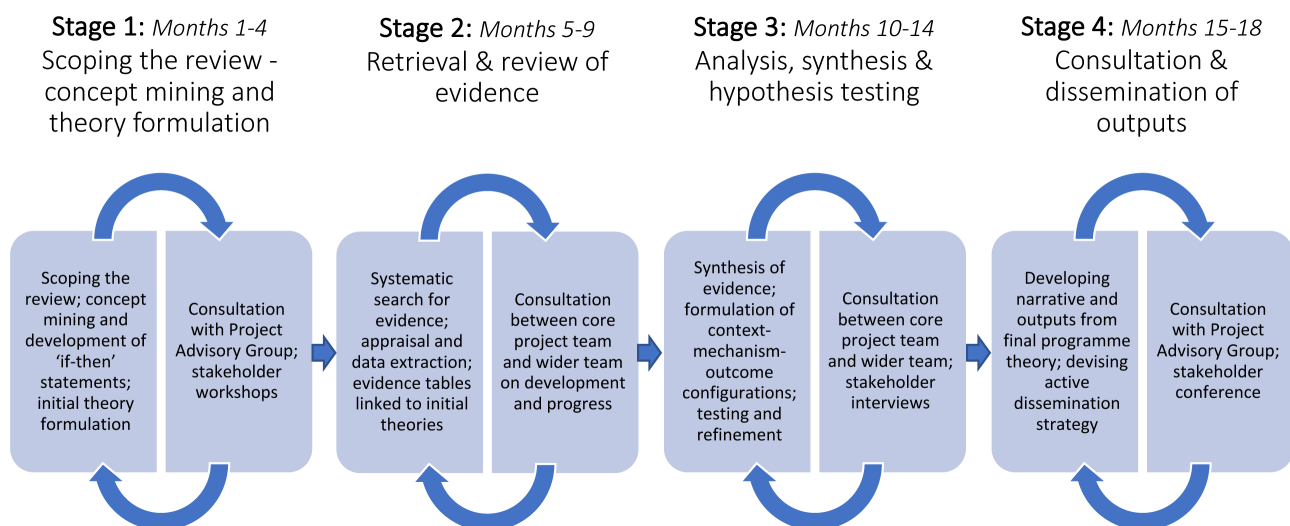 Stage 1: Months 1-4
Scoping the review -
concept mining and
theory formulation
Stage 2: Months 5-9
Retrieval & review of
evidence
Stage 3: Months 10-14
Analysis, synthesis &
hypothesis testing
Stage 4: Months 15-18
Consultation &
dissemination of
outputs
Scoping the
review; concept
mining and
development of
‘if-then’
statements;
initial theory
formulation
Consultation
with Project
Advisory Group;
stakeholder
workshops
Systematic
search for
evidence;
appraisal and
data extraction;
evidence tables
linked to initial
theories
Consultation
between core
project team
and wider team
on development
and progress
Synthesis of
evidence;
formulation of
context-
mechanism-
outcome
configurations;
testing and
refinement
Consultation
between core
project team
and wider team;
stakeholder
interviews
Developing
narrative and
outputs from
final programme
theory; devising
active
dissemination
strategy
Consultation
with Project
Advisory Group;
stakeholder
conference